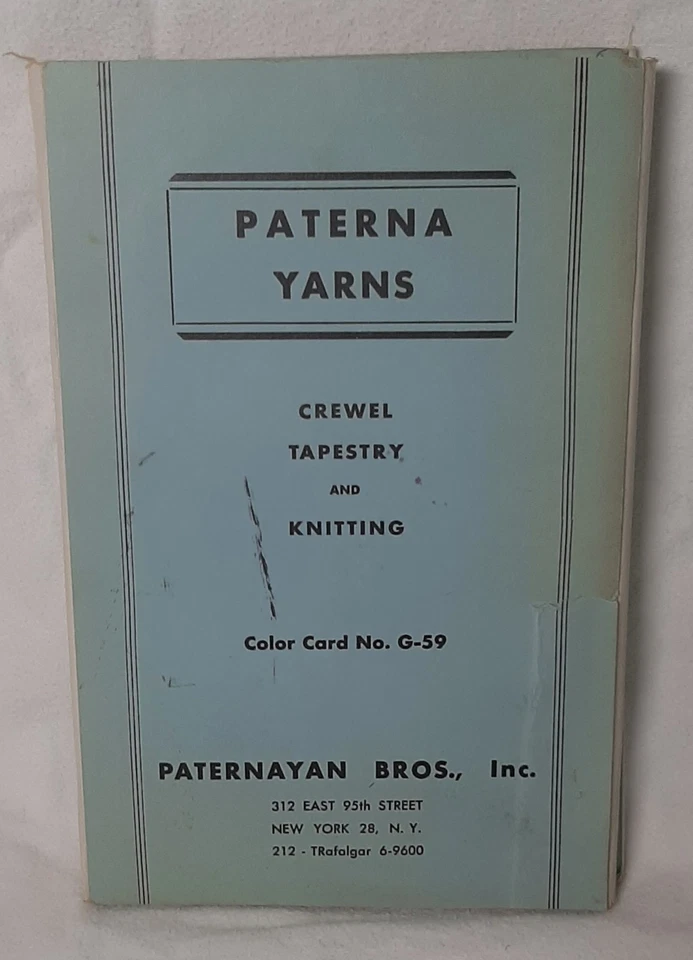 PATERNA
YARNS
CREWEL
TAPESTRY
AND
KNITTING
Color Card No. G-59
PATERNAYAN BROS., Inc.
312 EAST 95th STREET
NEW YORK 28, N. Y.
212 - TRafalgar 6-9600